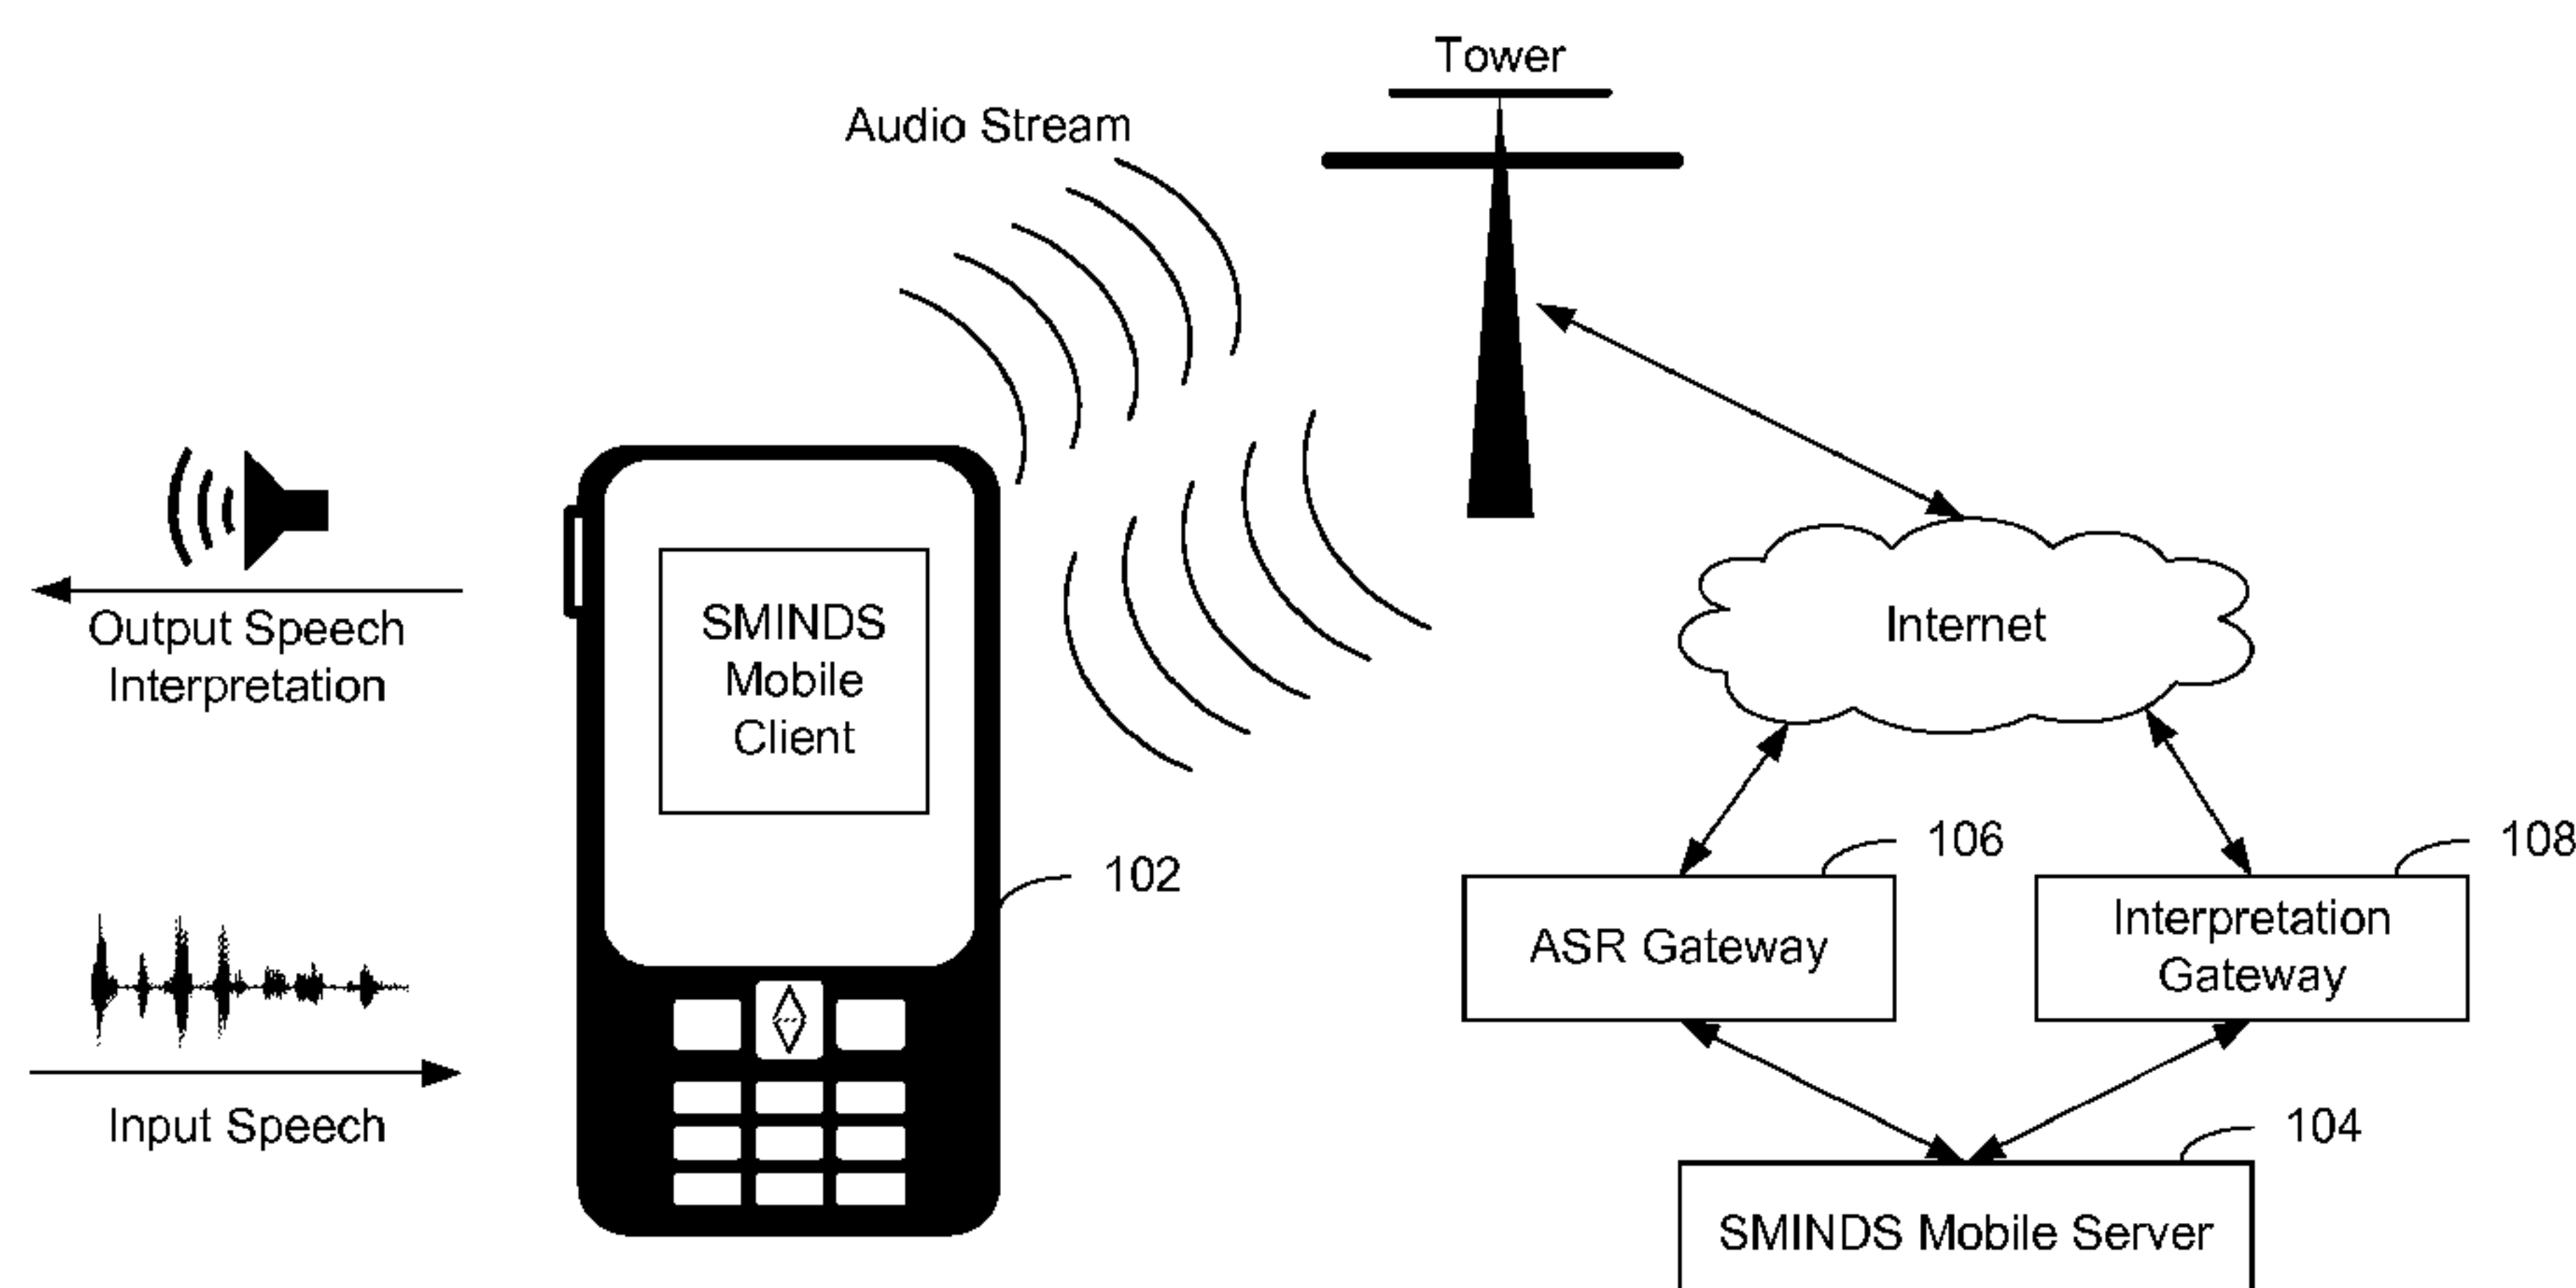 Tower
Audio Stream
Output Speech
Interpretation
SMINDS
Mobile
Client
Internet
102
106
108
ASR Gateway
Interpretation
Gateway
Input Speech
104
SMINDS Mobile Server